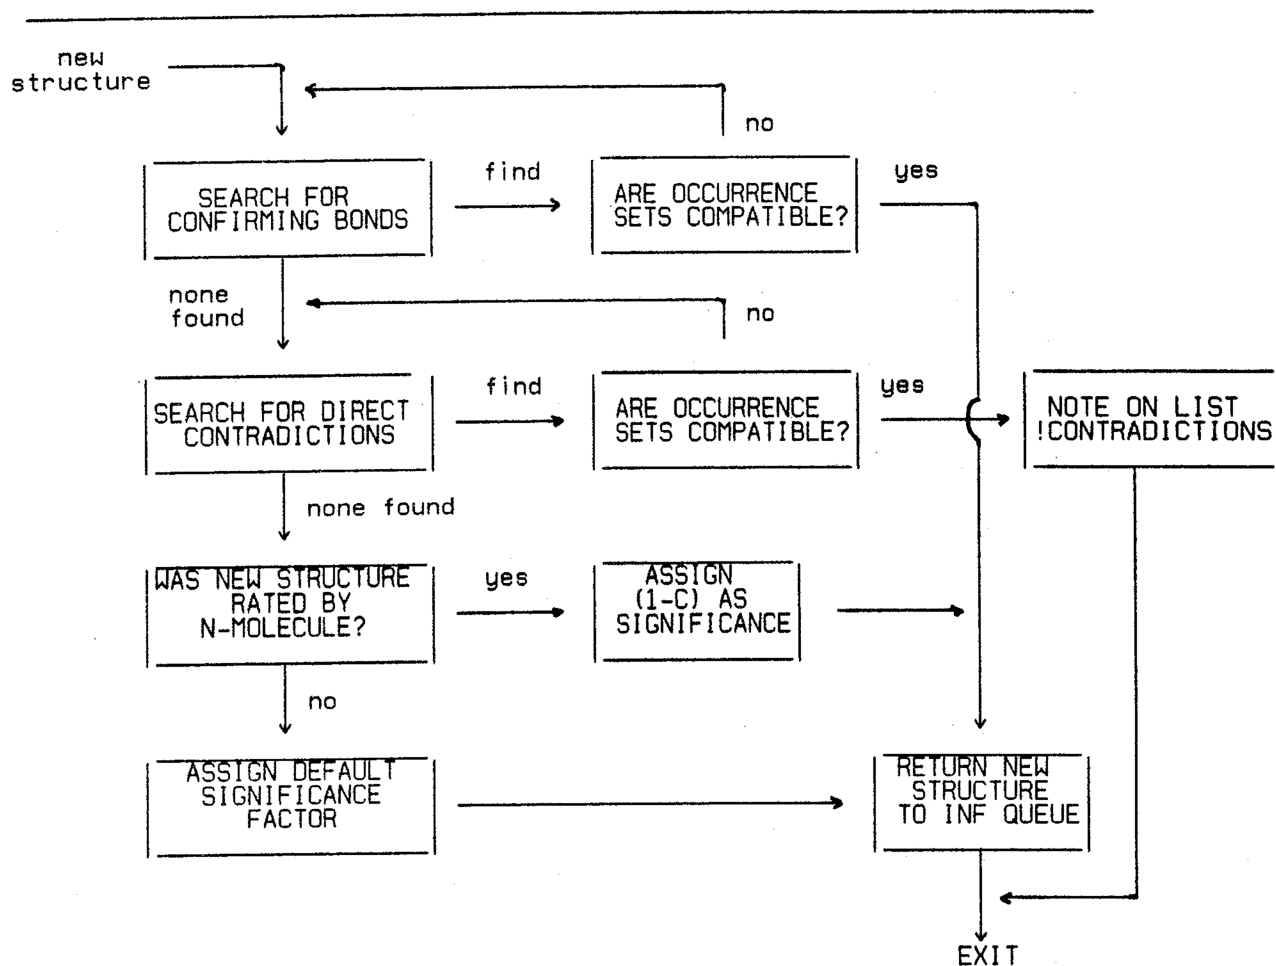 new
structure
no
SEARCH FOR
CONFIRMING BONDS
find
ARE OCCURRENCE
SETS COMPATIBLE?
yes
none
found
no
SEARCH FOR DIRECT
CONTRADICTIONS
find
ARE OCCURRENCE
SETS COMPATIBLE?
yes
NOTE ON LIST
!CONTRADICTIONS
none found
WAS NEW STRUCTURE
RATED BY
N-MOLECULE?
yes
ASSIGN
(1-C) AS
SIGNIFICANCE
no
ASSIGN DEFAULT
SIGNIFICANCE
FACTOR
RETURN NEW
STRUCTURE
TO INF QUEUE
EXIT